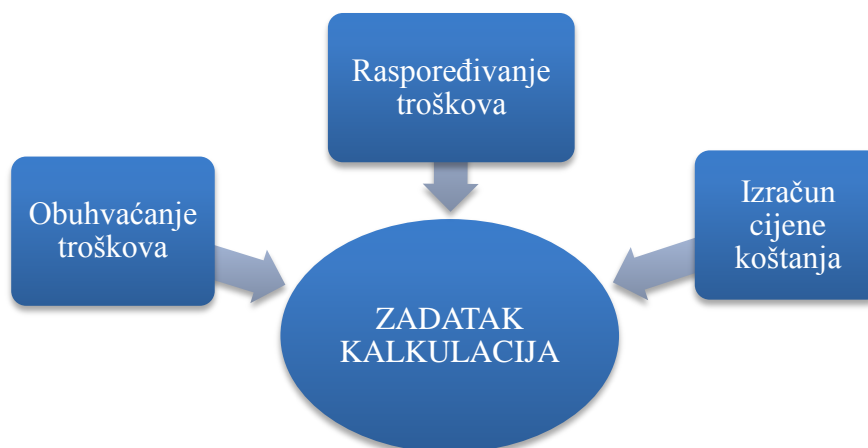 Raspoređivanje
troškova
Obuhvaćanje
troškova
Izračun
cijene
koštanja
ZADATAK
KALKULACIJA